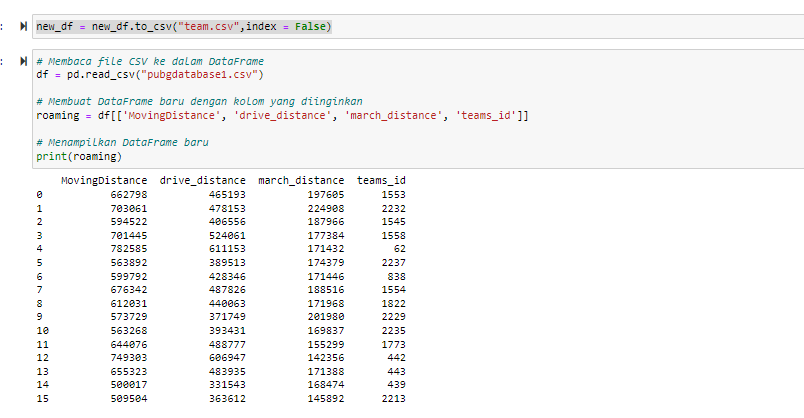 new_df = new_df.to_csv("team.csv",index = False)
# Membaca file CSV ke dalam DataFrame
df = pd.read_csv("pubgdatabase1.csv")
# Membuat DataFrame baru dengan kolom yang diinginkan
roaming = df[['MovingDistance', 'drive_distance', 'march_distance', 'teams_id']]
# Menampilkan DataFrame baru
print(roaming)
MovingDistance drive_distance march_distance teams_id
0 662798 465193 197605 1553
1 703061 478153 224908 2232
2 594522 406556 187966 1545
3 701445 524061 177384 1558
4 782585 611153 171432 62
5 563892 389513 174379 2237
6 599792 428346 171446 838
7 676342 487826 188516 1554
8 612031 440063 171968 1822
9 573729 371749 201980 2229
10 563268 393431 169837 2235
11 644076 488777 155299 1773
12 749303 606947 142356 442
13 655323 483935 171388 443
14 500017 331543 168474 439
15 509504 363612 145892 2213